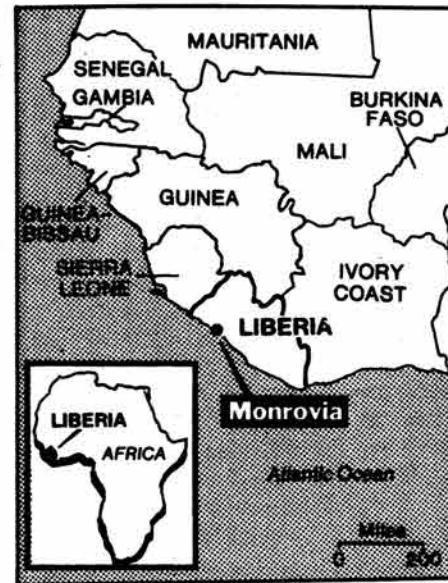 MAURITANIA
SENEGAL
GAMBIA
BURKINA
FASO
MALI
GUINEA
GUINEA-
BISSAU
SIERRA
LEONE
IVORY
COAST
LIBERIA
Monrovia
LIBERIA
AFRICA
Atlantic Ocean
Miles
0 200